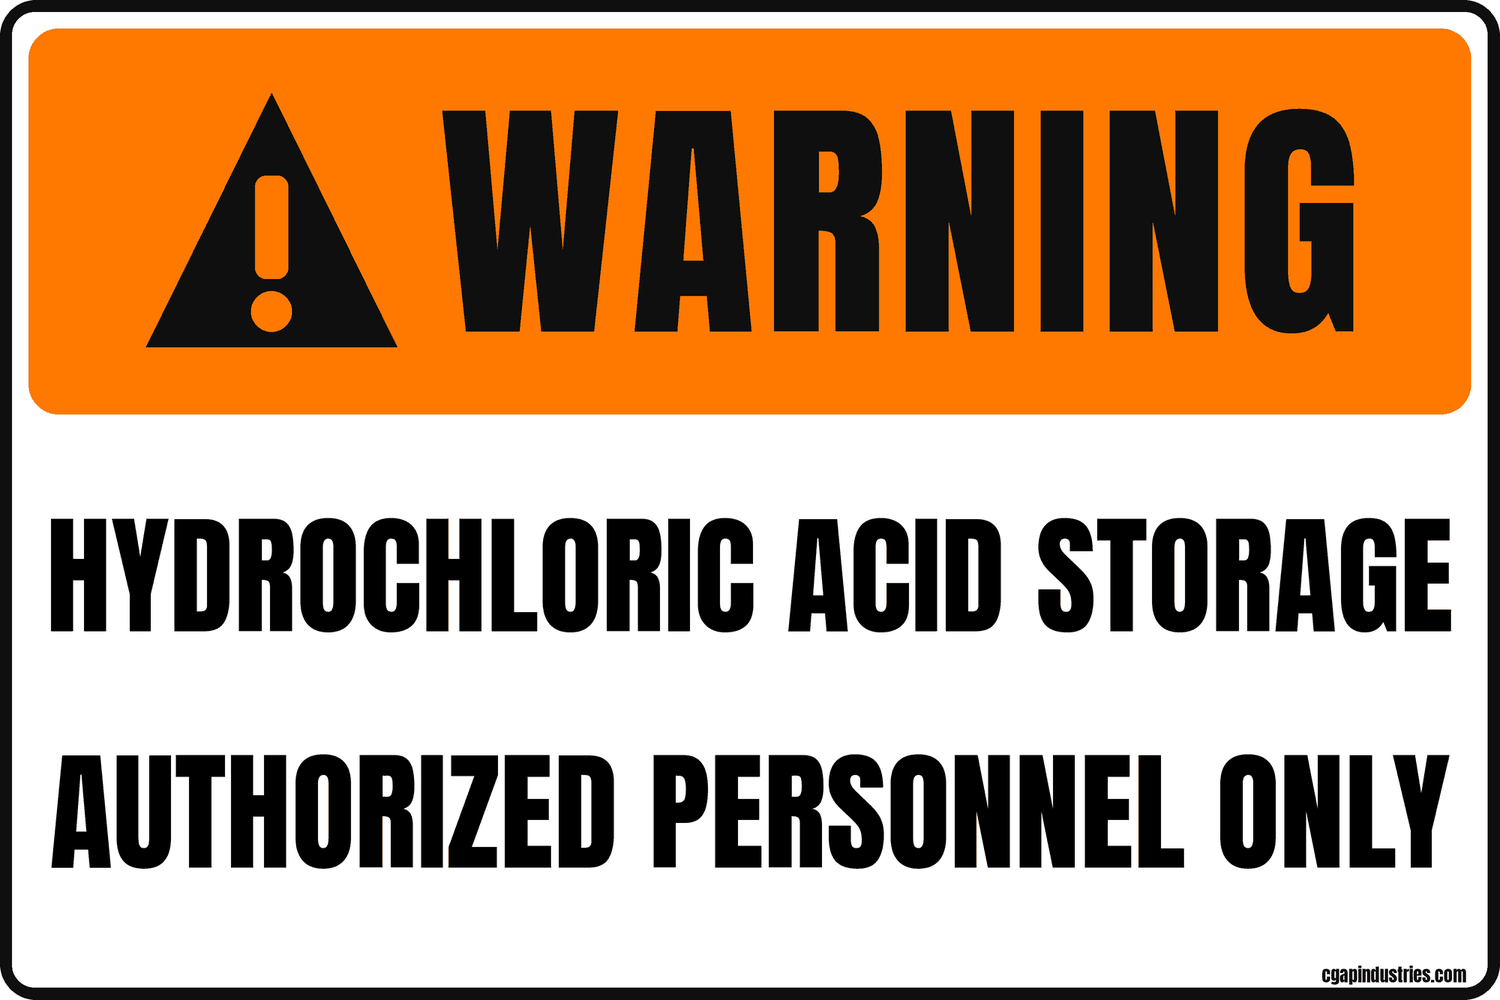 WARNING
HYDROCHLORIC ACID STORAGE
AUTHORIZED PERSONNEL ONLY
cgapindustries.com